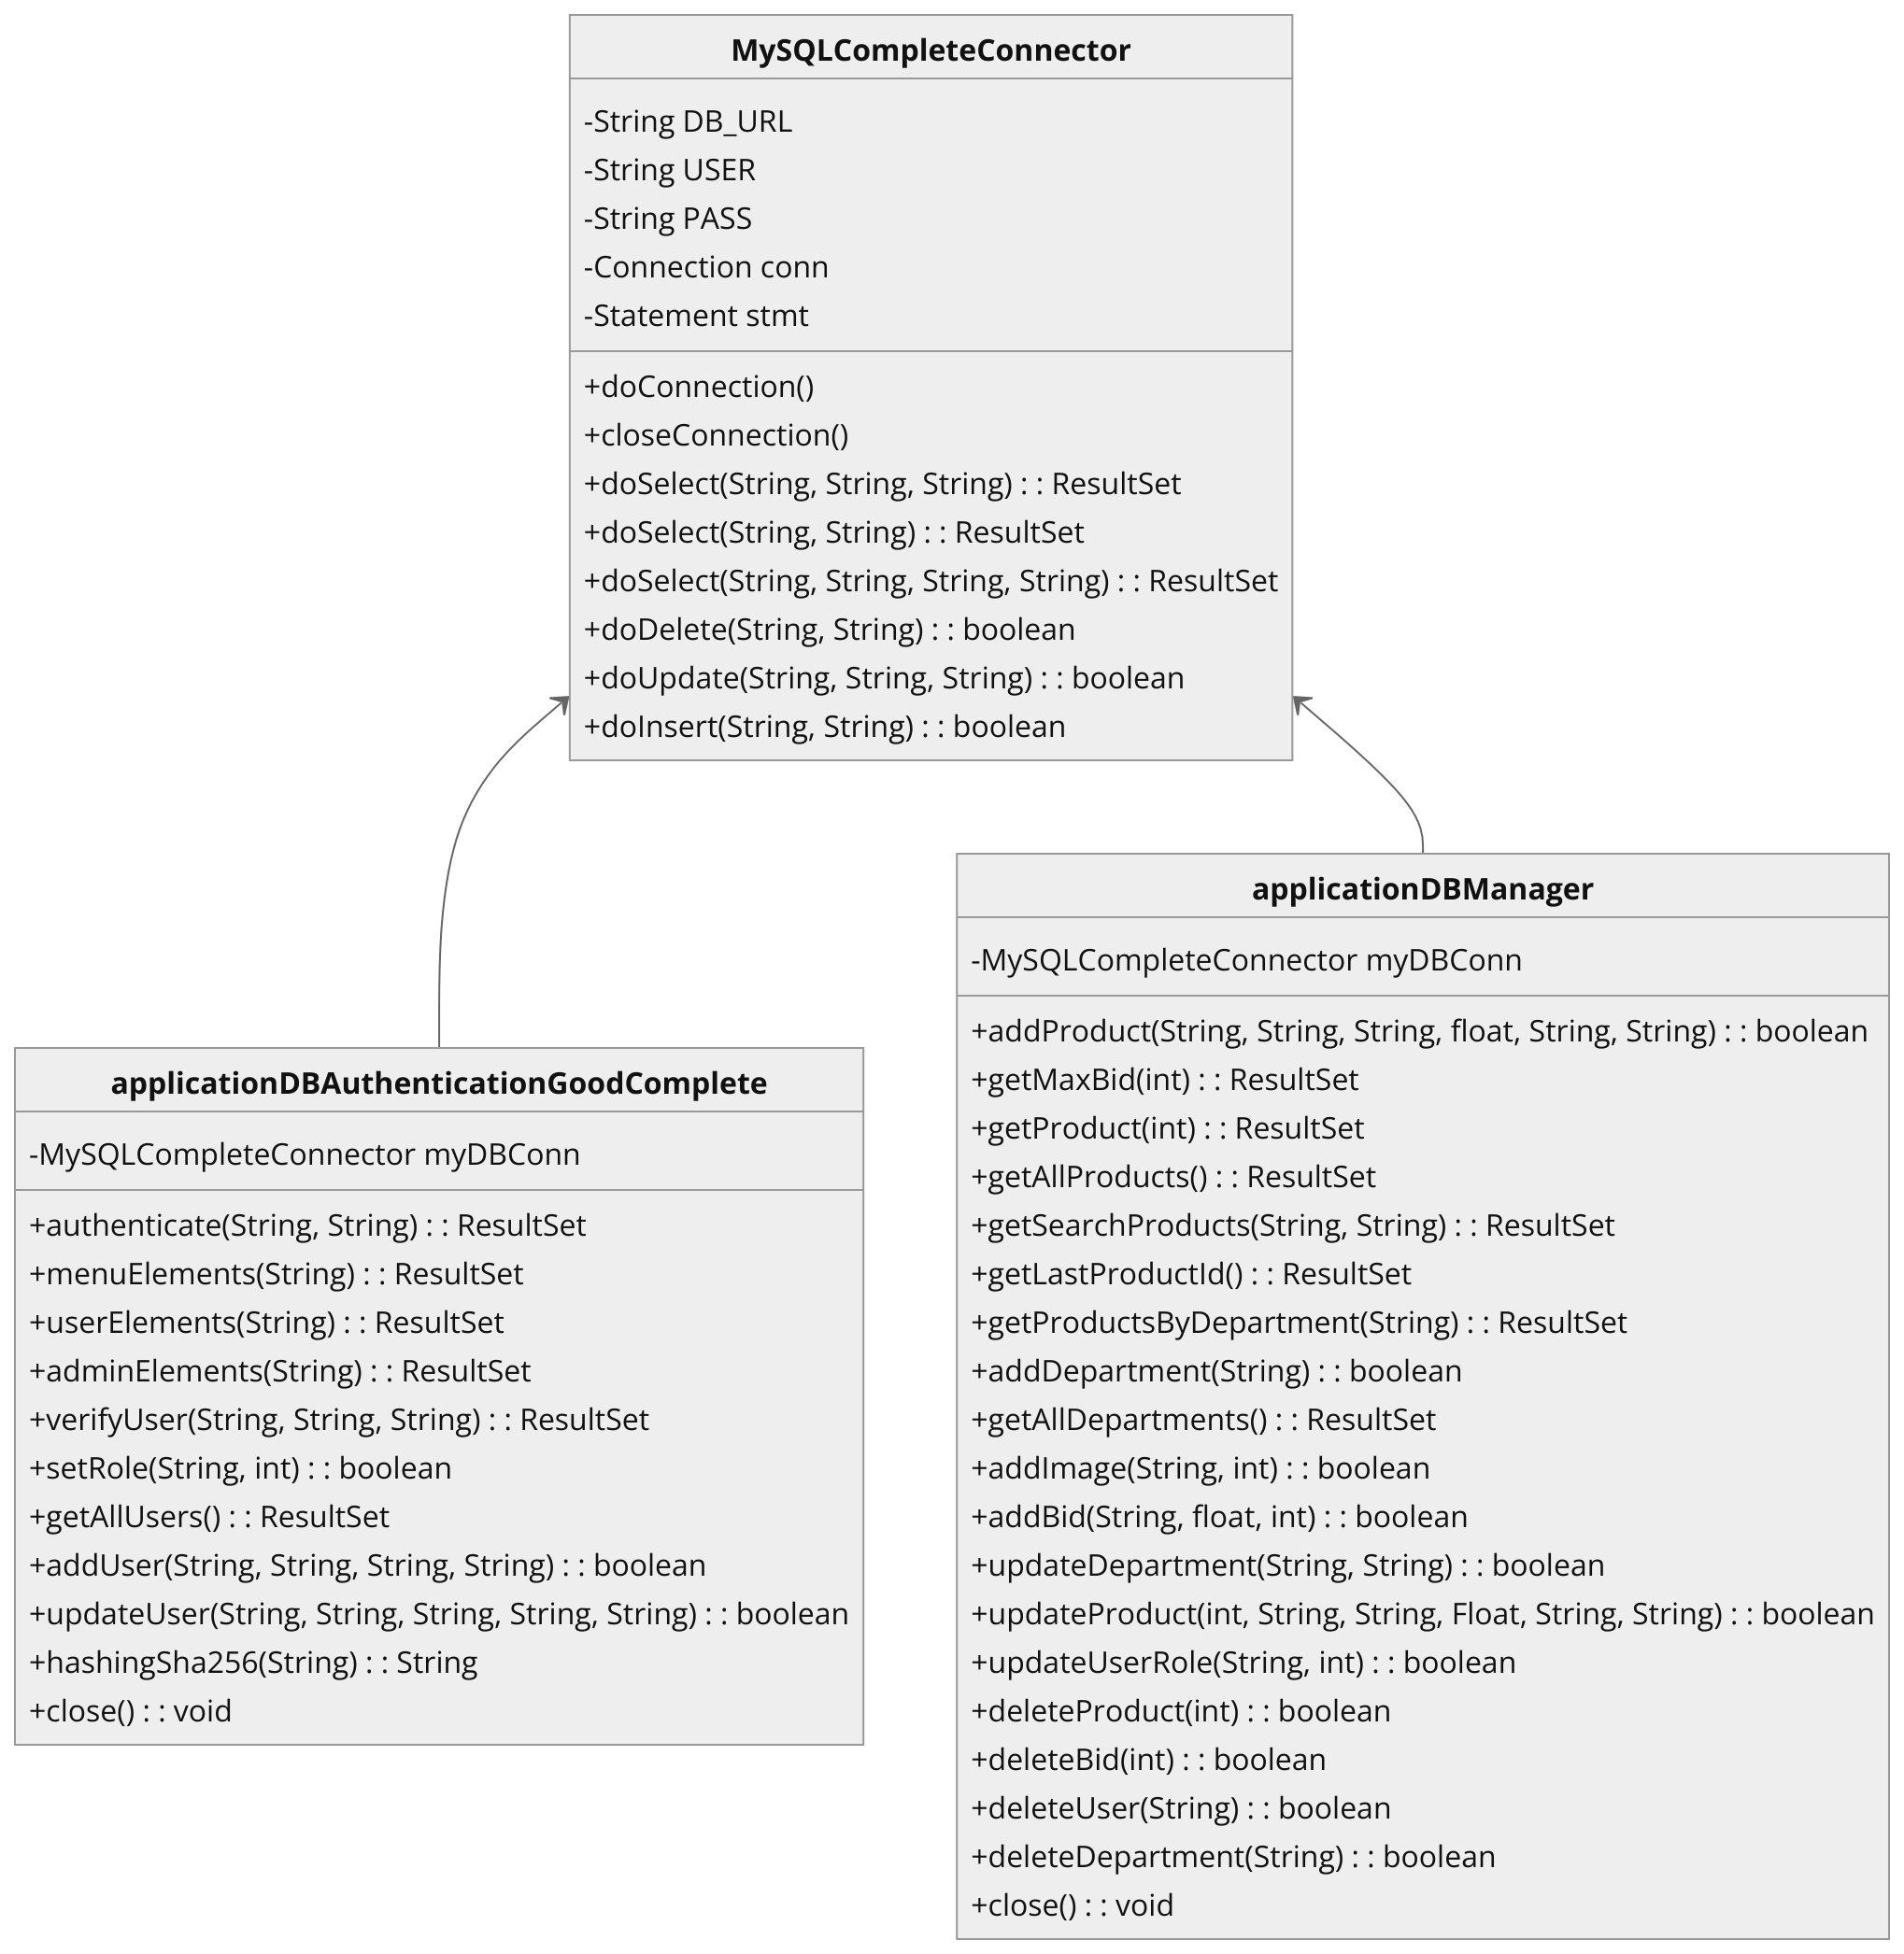 MySQLCompleteConnector
-String DB_URL
-String USER
-String PASS
-Connection conn
-Statement stmt
+doConnection()
+closeConnection()
+doSelect(String, String, String) : : ResultSet
+doSelect(String, String) : : ResultSet
+doSelect(String, String, String, String) : : ResultSet
+doDelete(String, String) : : boolean
+doUpdate(String, String, String) : : boolean
+doInsert(String, String) : : boolean
applicationDBAuthenticationGoodComplete
-MySQLCompleteConnector myDBConn
+authenticate(String, String) : : ResultSet
+menuElements(String) : : ResultSet
+userElements(String) : : ResultSet
+adminElements(String) : : ResultSet
+verifyUser(String, String, String) : : ResultSet
+setRole(String, int) : : boolean
+getAllUsers() : : ResultSet
+addUser(String, String, String, String) : : boolean
+updateUser(String, String, String, String, String) : : boolean
+hashingSha256(String) : : String
+close() : : void
applicationDBManager
-MySQLCompleteConnector myDBConn
+addProduct(String, String, String, float, String, String) : : boolean
+getMaxBid(int) : : ResultSet
+getProduct(int) : : ResultSet
+getAllProducts() : : ResultSet
+getSearchProducts(String, String) : : ResultSet
+getLastProductId() : : ResultSet
+getProductsByDepartment(String) : : ResultSet
+addDepartment(String) : : boolean
+getAllDepartments() : : ResultSet
+addImage(String, int) : : boolean
+addBid(String, float, int) : : boolean
+updateDepartment(String, String) : : boolean
+updateProduct(int, String, String, Float, String, String) : : boolean
+updateUserRole(String, int) : : boolean
+deleteProduct(int) : : boolean
+deleteBid(int) : : boolean
+deleteUser(String) : : boolean
+deleteDepartment(String) : : boolean
+close() : : void